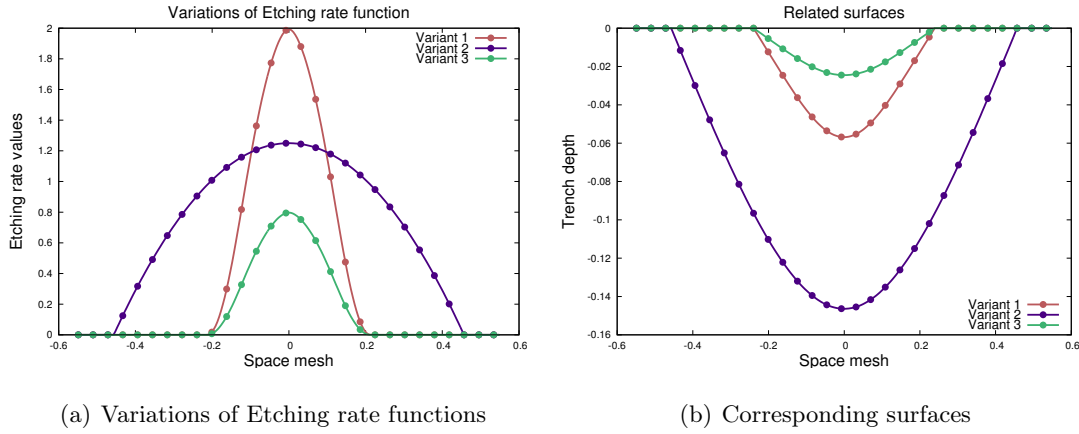 Variations of Etching rate function
Etching rate values
2
1.8
1.6
1.4
1.2
1
0.8
0.6
0.4
0.2
0
-0.6
-0.4
-0.2
0
0.2
0.4
0.6
Space mesh
Variant 1
Variant 2
Variant 3
(a) Variations of Etching rate functions
Related surfaces
Trench depth
0
-0.02
-0.04
-0.06
-0.08
-0.1
-0.12
-0.14
-0.16
-0.6
-0.4
-0.2
0
0.2
0.4
0.6
Space mesh
Variant 1
Variant 2
Variant 3
(b) Corresponding surfaces